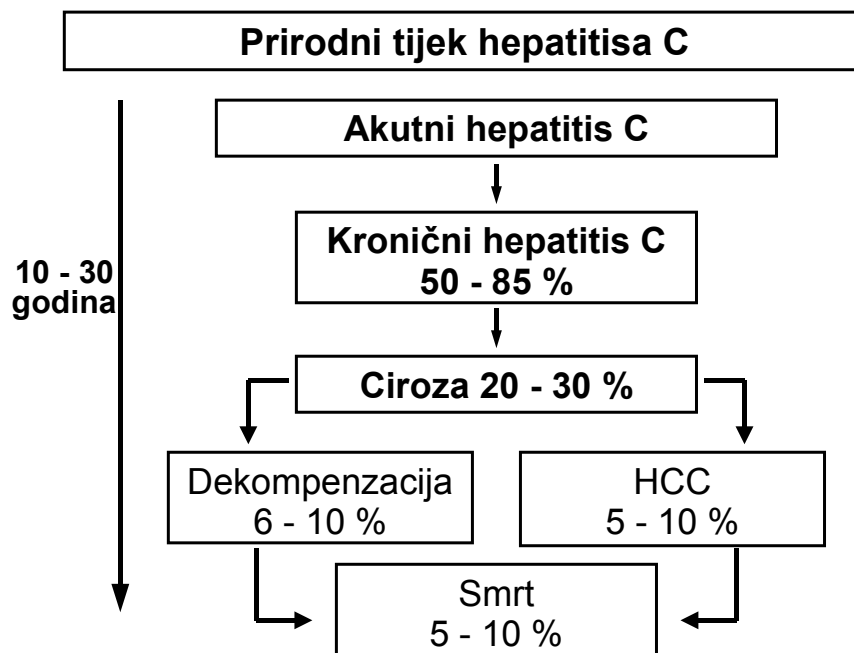 Prirodni tijek hepatitisa C
Akutni hepatitis C
Kronični hepatitis C
50 - 85 %
10 - 30
godina
Ciroza 20 - 30 %
Dekompenzacija
6 - 10 %
HCC
5 - 10 %
Smrt
5 - 10 %